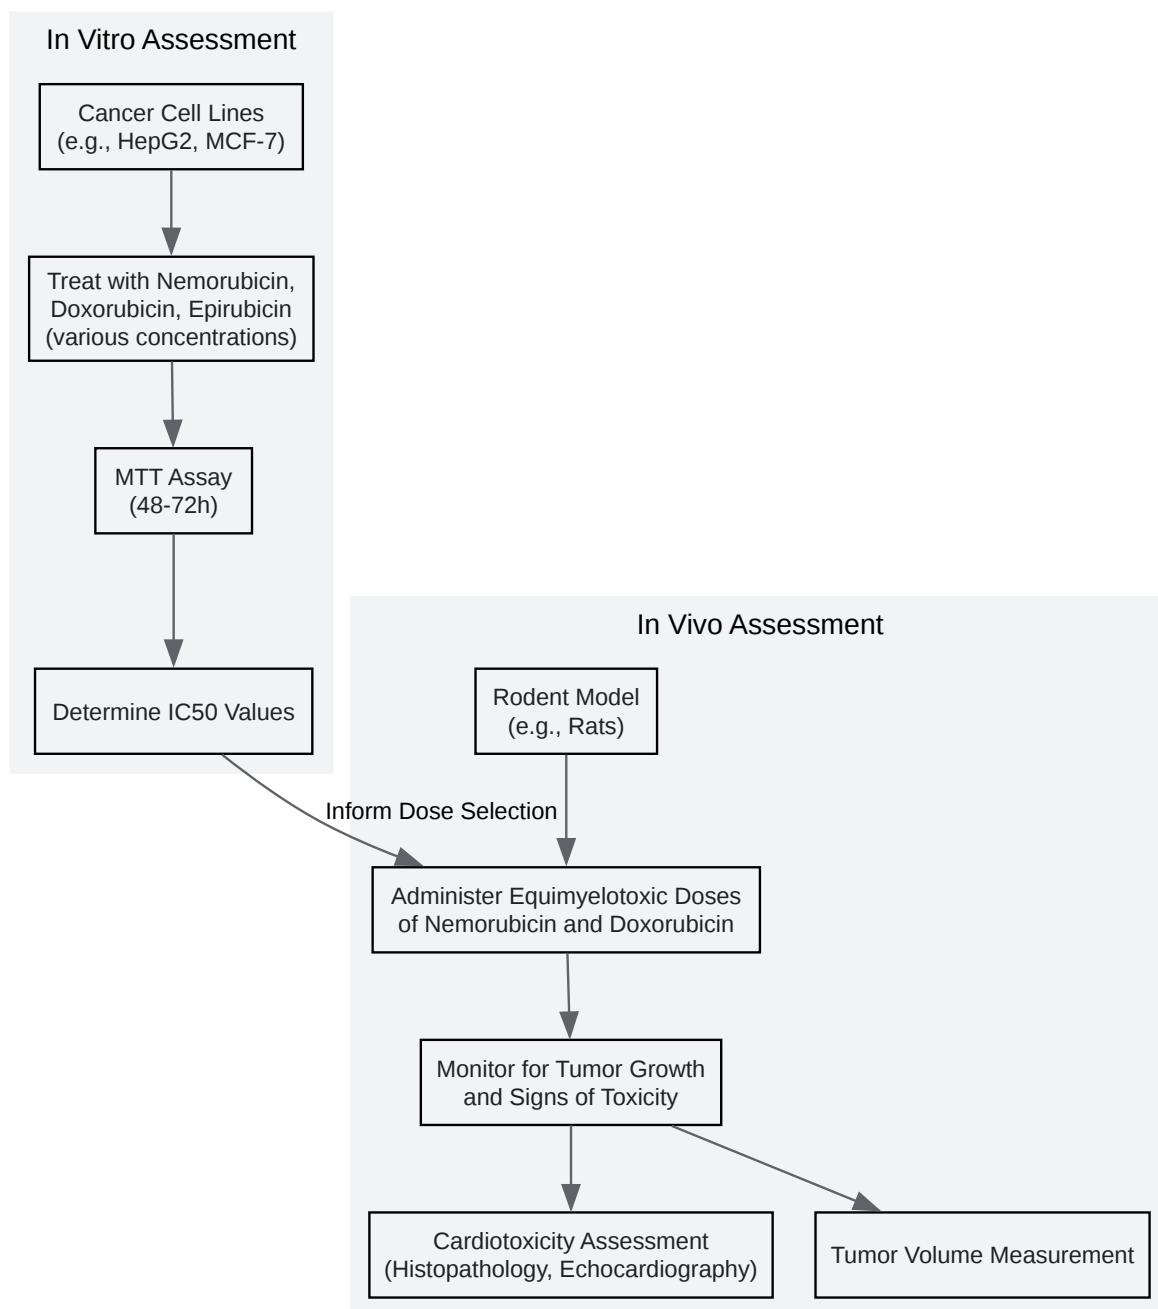 In Vitro Assessment
Cancer Cell Lines
(e.g., HepG2, MCF-7)
Treat with Nemorubicin,
Doxorubicin, Epirubicin
(various concentrations)
MTT Assay
(48-72h)
Determine IC50 Values
In Vivo Assessment
Rodent Model
(e.g., Rats)
Inform Dose Selection
Administer Equimyelotoxic Doses
of Nemorubicin and Doxorubicin
Monitor for Tumor Growth
and Signs of Toxicity
Cardiotoxicity Assessment
(Histopathology, Echocardiography)
Tumor Volume Measurement